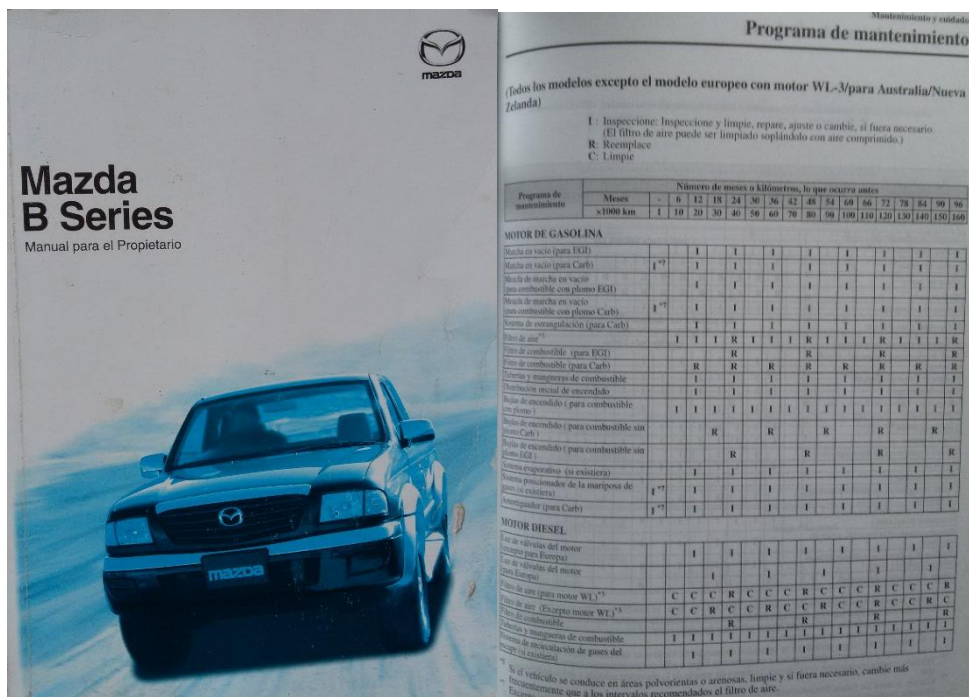 mazda
Mazda
B Series
Manual para el Propietario
mazda
Mantenimiento y cuidado
Programa de mantenimiento
(Todos los modelos excepto el modelo europeo con motor WL-3/para Australia/Nueva
Zelanda)
I : Inspeccione: Inspeccione y limpie, repare, ajuste o cambie, si fuera necesario.
(El filtro de aire puede ser limpiado soplándolo con aire comprimido.)
R: Reemplace
C: Limpie
Programa de mantenimiento
Número de meses o kilómetros, lo que ocurra antes
Meses - 6 12 18 24 30 36 42 48 54 60 66 72 78 84 90 96
×1000 km 1 10 20 30 40 50 60 70 80 90 100 110 120 130 140 150 160
MOTOR DE GASOLINA
Marcha en vacío (para EGI) I I I I I I I I
Marcha en vacío (para Carb) I*7 I I I I I I I I
Mezcla de marcha en vacío
(para combustible con plomo EGI) I I I I I I I I
Mezcla de marcha en vacío
(para combustible con plomo Carb) I*7 I I I I I I I I
Sistema de estrangulación (para Carb) I I I I I I I I
Filtro de aire I I I R I I I R I I I R I I I R
Filtro de combustible (para EGI) R R R R
Filtro de combustible (para Carb) R R R R R R R R
Tuberías y mangueras de combustible I I I I I I I I
Distribución inicial de encendido I I I I I I I I
Bujías de encendido ( para combustible
con plomo ) I I I I I I I I I I I I I I I I
Bujías de encendido ( para combustible sin
plomo Carb ) R R R R R
Bujías de encendido ( para combustible sin
plomo EGI) R R R R
Sistema evaporativo (si existiera) I I I I I I I I
Sistema posicionador de la mariposa de
gases (si existiera) I*7 I I I I I I I I
Amortiguador (para Carb) I*7 I I I I I I I I
MOTOR DIESEL
Luz de válvulas del motor
(excepto para Europa) I I I I I I I I
Luz de válvulas del motor
(para Europa) I I I I I
Filtro de aire (para motor WL)*3 C C C R C C C R C C C R C C C R
Filtro de aire (Excepto motor WL)*3 C C R C C R C C R C C R C C R C
Filtro de combustible R R R R
Tuberías y mangueras de combustible I I I I I I I I I I I I I I I I
Sistema de recirculación de gases del
escape (si existiera) I I I I I I I I
Si el vehículo se conduce en áreas polvorientas o arenosas, limpie y si fuera necesario, cambie más
frecuentemente que a los intervalos recomendados el filtro de aire.